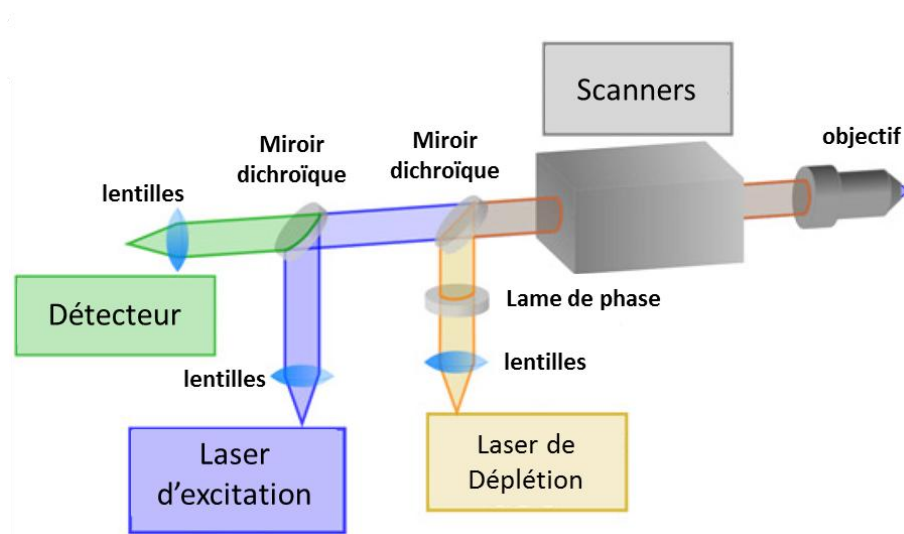 Scanners
objectif
Miroir
dichroïque
Miroir
dichroïque
lentilles
Détecteur
Lame de phase
lentilles
lentilles
Laser
d'excitation
Laser de
Déplétion